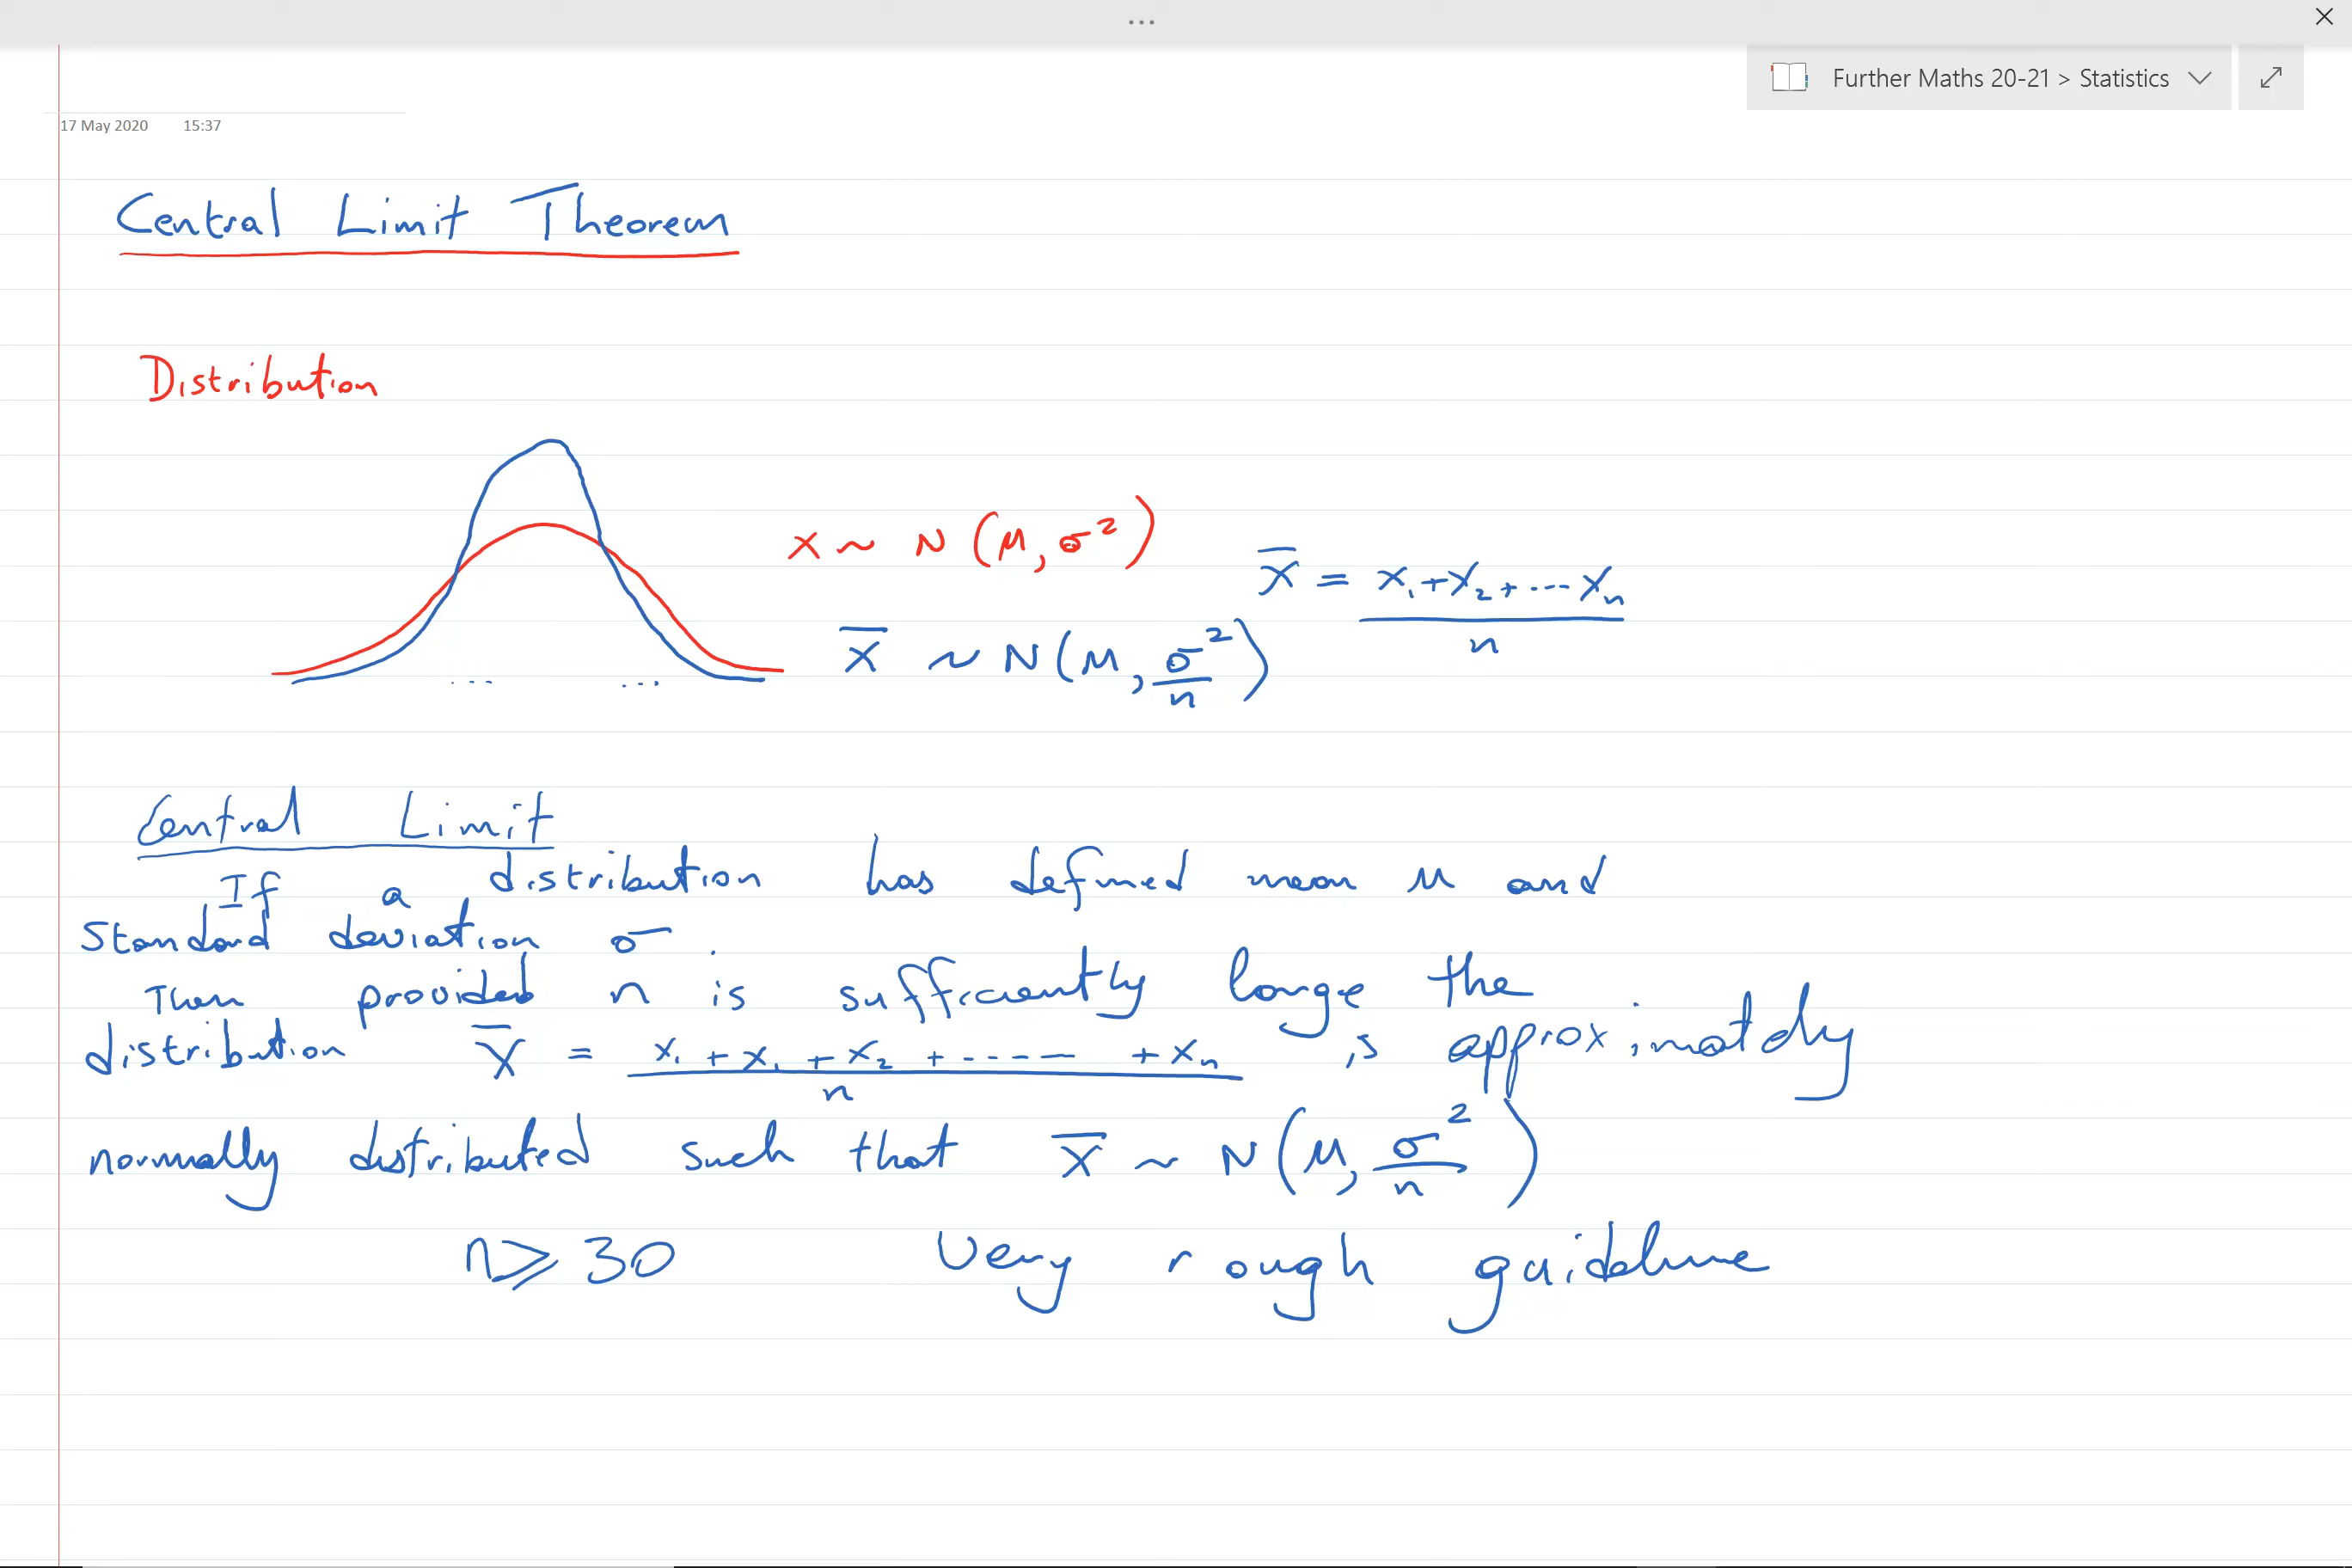 ...
Further Maths 20-21 > Statistics
17 May 2020 15:37
Central Limit Theorem
Distribution
X ~ N(μ, σ²)
X̄ = (x₁ + x₂ + ... xₙ) / n
X̄ ~ N(μ, σ²/n)
Central Limit
If a distribution has defined mean μ and
standard deviation σ
Then provided n is sufficiently large the
distribution X̄ = (x₁ + x₁ + x₂ + ----- + xₙ) / n is approximately
normally distributed such that X̄ ~ N(μ, σ²/n)
n ⩾ 30 Very rough guideline